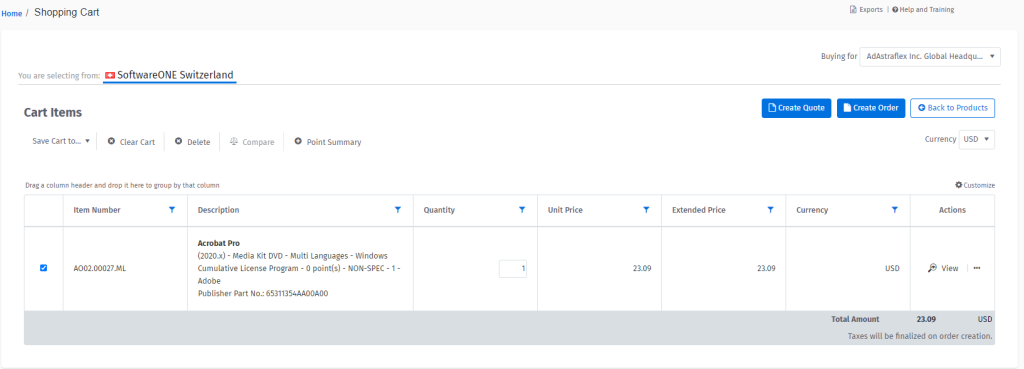 Home / Shopping Cart
Exports | Help and Training
Buying for AdAstraflex Inc. Global Headqu...
You are selecting from: SoftwareONE Switzerland
Cart Items
Create Quote
Create Order
Back to Products
Save Cart to...
Clear Cart
Delete
Compare
Point Summary
Currency USD
Drag a column header and drop it here to group by that column
Customize
Item Number Description Quantity Unit Price Extended Price Currency Actions
Acrobat Pro
(2020.x) - Media Kit DVD - Multi Languages - Windows
AO02.00027.ML Cumulative License Program - 0 point(s) - NON-SPEC - 1 - 1 23.09 23.09 USD View | ...
Adobe
Publisher Part No.: 65311354AA00A00
Total Amount 23.09 USD
Taxes will be finalized on order creation.